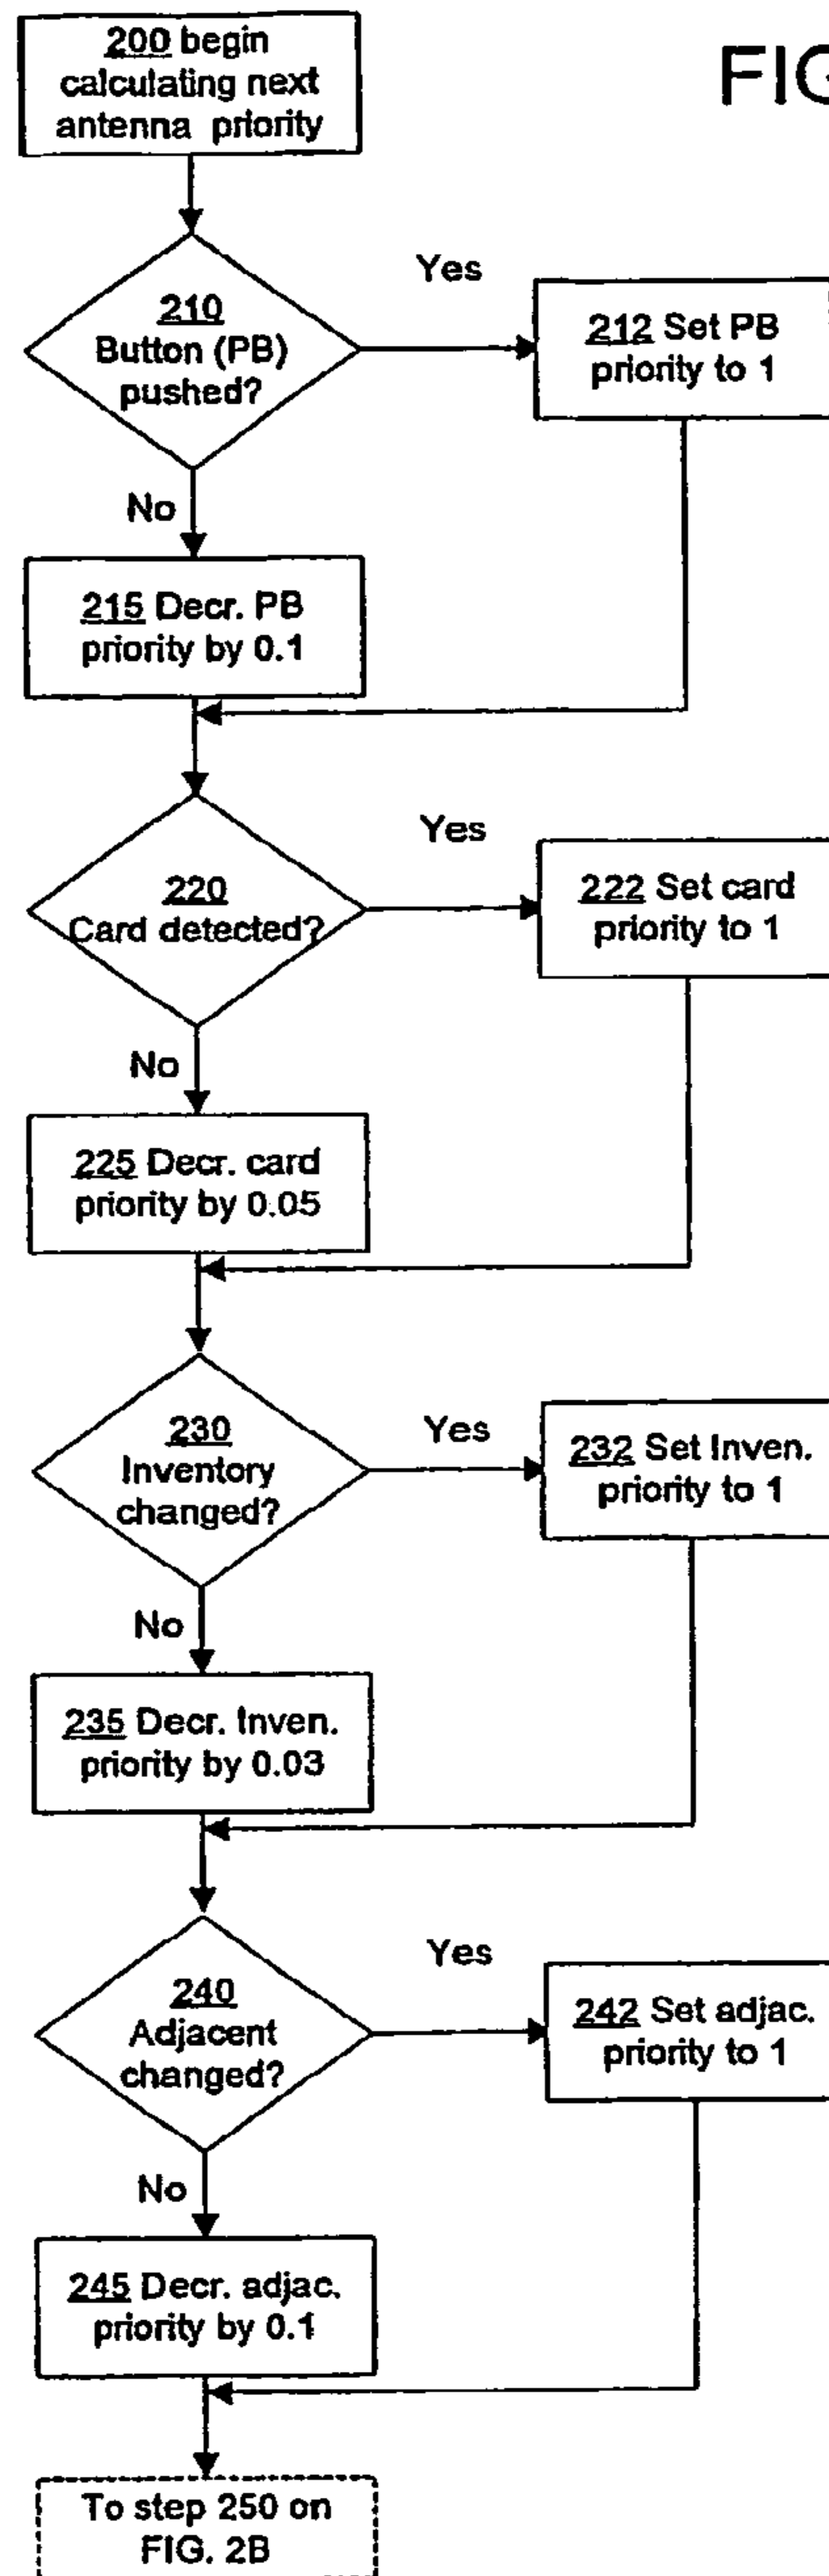 200 begin
calculating next
antenna priority
FIG
Yes
210
Button (PB)
pushed?
212 Set PB
priority to 1
No
215 Decr. PB
priority by 0.1
Yes
220
Card detected?
222 Set card
priority to 1
No
225 Decr. card
priority by 0.05
Yes
230
Inventory
changed?
232 Set Inven.
priority to 1
No
235 Decr. Inven.
priority by 0.03
Yes
240
Adjacent
changed?
242 Set adjac.
priority to 1
No
245 Decr. adjac.
priority by 0.1
To step 250 on
FIG. 2B